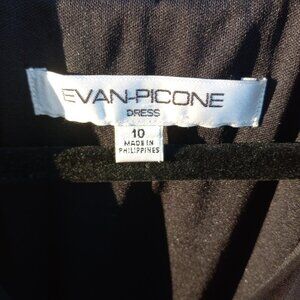 EVAN-PICONE
DRESS
10
MADE IN
PHILIPPINES